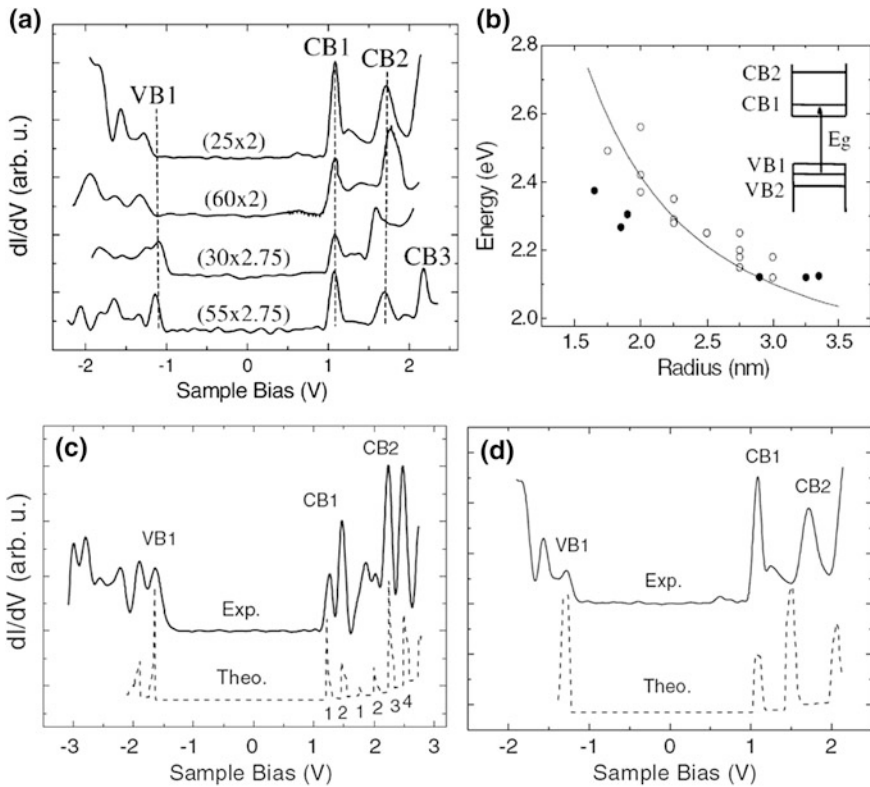 (a)
dI/dV (arb. u.)
VB1
CB1
CB2
(25x2)
(60x2)
(30x2.75)
CB3
(55x2.75)
-2 -1 0 1 2
Sample Bias (V)
(b)
Energy (eV)
2.8
2.6
2.4
2.2
2.0
CB2
CB1
Eg
VB1
VB2
1.5 2.0 2.5 3.0 3.5
Radius (nm)
(c)
dI/dV (arb. u.)
CB2
CB1
VB1
Exp.
Theo.
1 2 1 2 3 4
-3 -2 -1 0 1 2 3
Sample Bias (V)
(d)
CB1
CB2
VB1
Exp.
Theo.
-2 -1 0 1 2
Sample Bias (V)